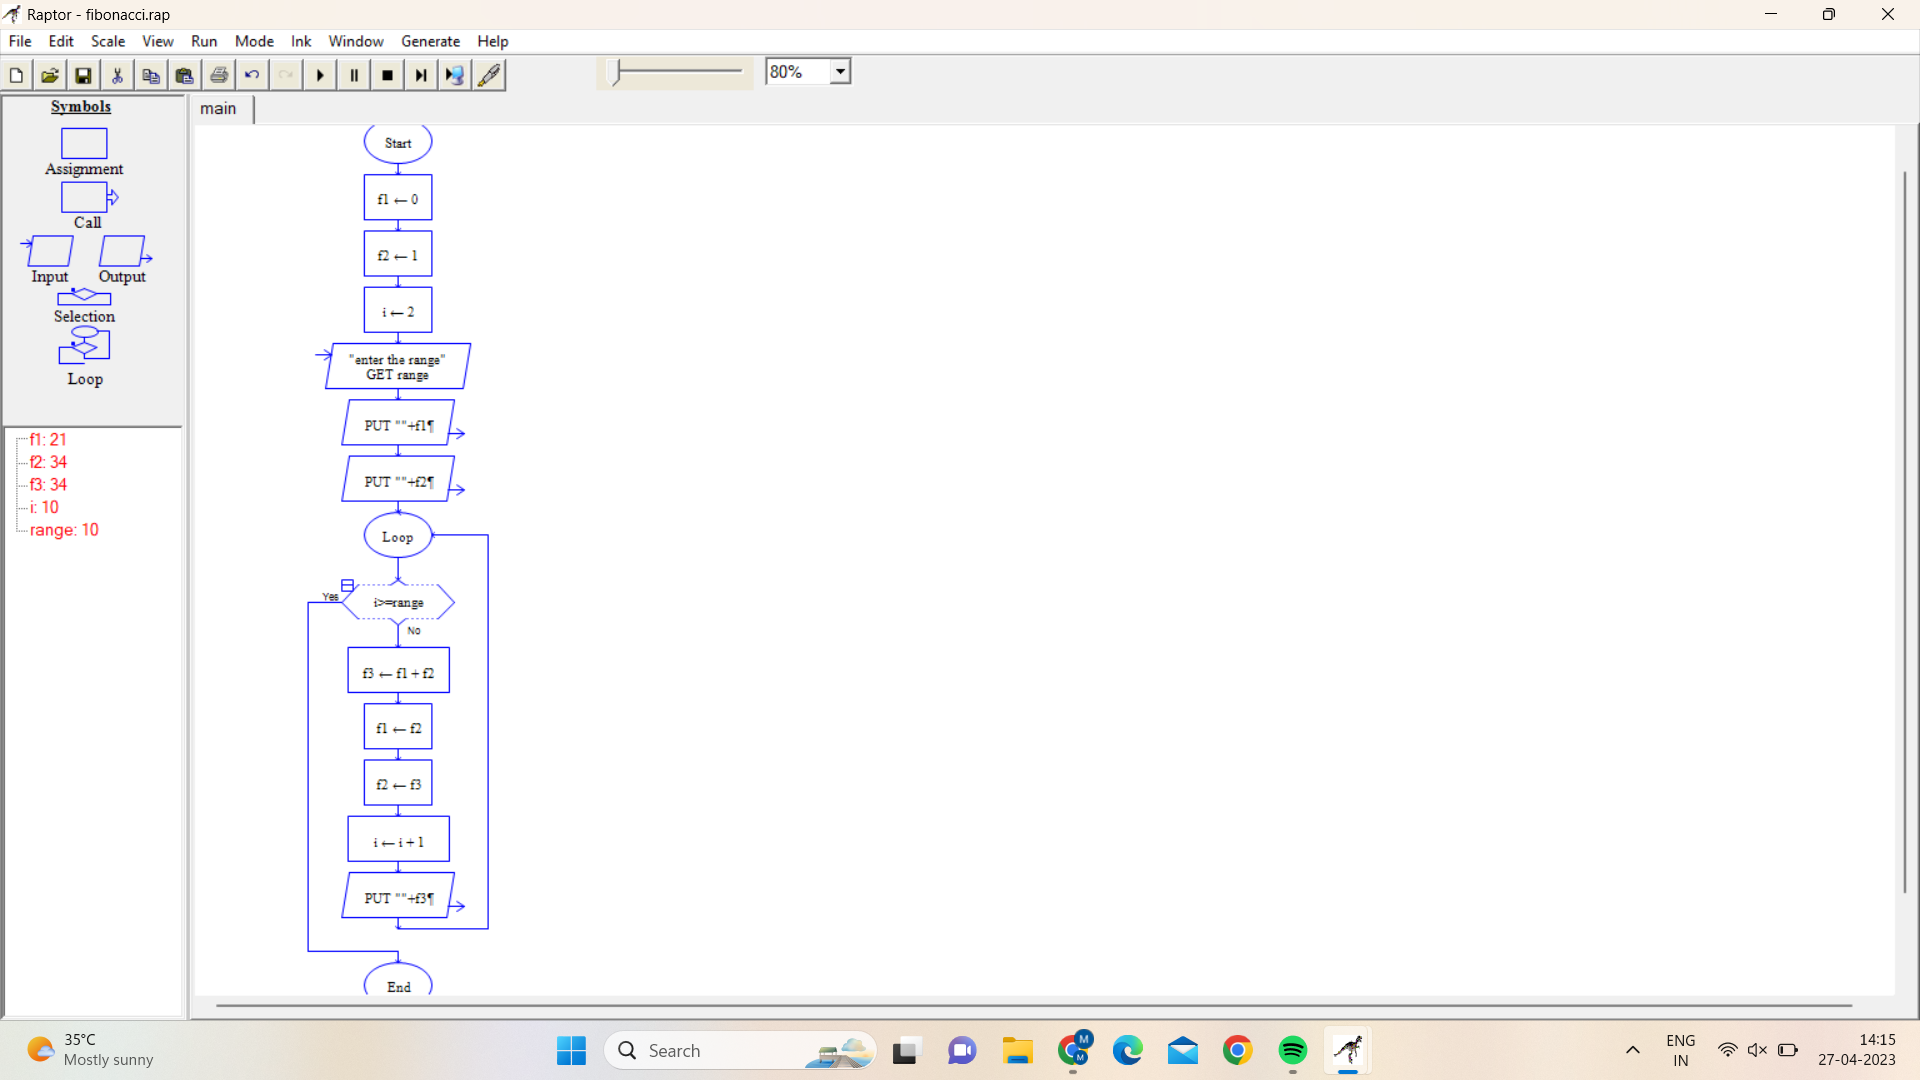 Raptor - fibonacci.rap
File Edit Scale View Run Mode Ink Window Generate Help
80%
Symbols
Assignment
Call
Input Output
Selection
Loop
f1: 21
f2: 34
f3: 34
i: 10
range: 10
main
Start
f1 ← 0
f2 ← 1
i ← 2
"enter the range"
GET range
PUT ""+f1¶
PUT ""+f2¶
Loop
Yes
i>=range
No
f3 ← f1 + f2
f1 ← f2
f2 ← f3
i ← i + 1
PUT ""+f3¶
End
35°C
Mostly sunny
Search
M
M
ENG
IN
14:15
27-04-2023